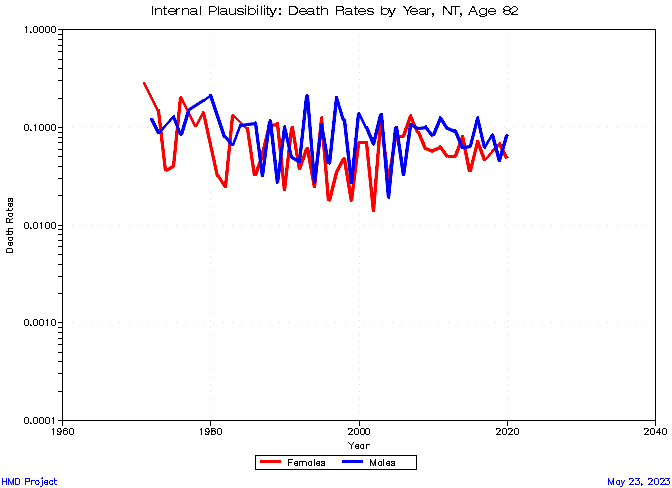 Internal Plausibility: Death Rates by Year, NT, Age 82
1.0000
0.1000
0.0100
0.0010
0.0001
Death Rates
1960
1980
2000
2020
2040
Year
Females
Males
HMD Project
May 23, 2023